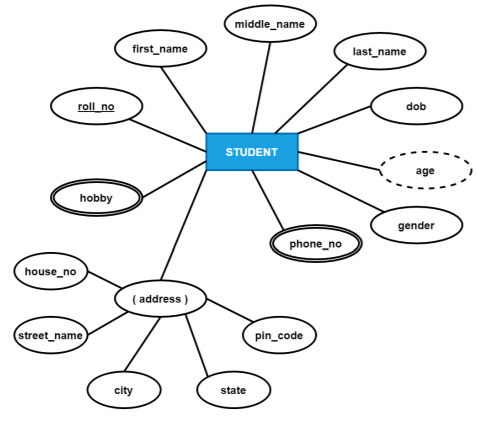 middle_name
first_name
last_name
roll_no
dob
STUDENT
age
hobby
gender
phone_no
house_no
( address )
street_name
pin_code
city
state